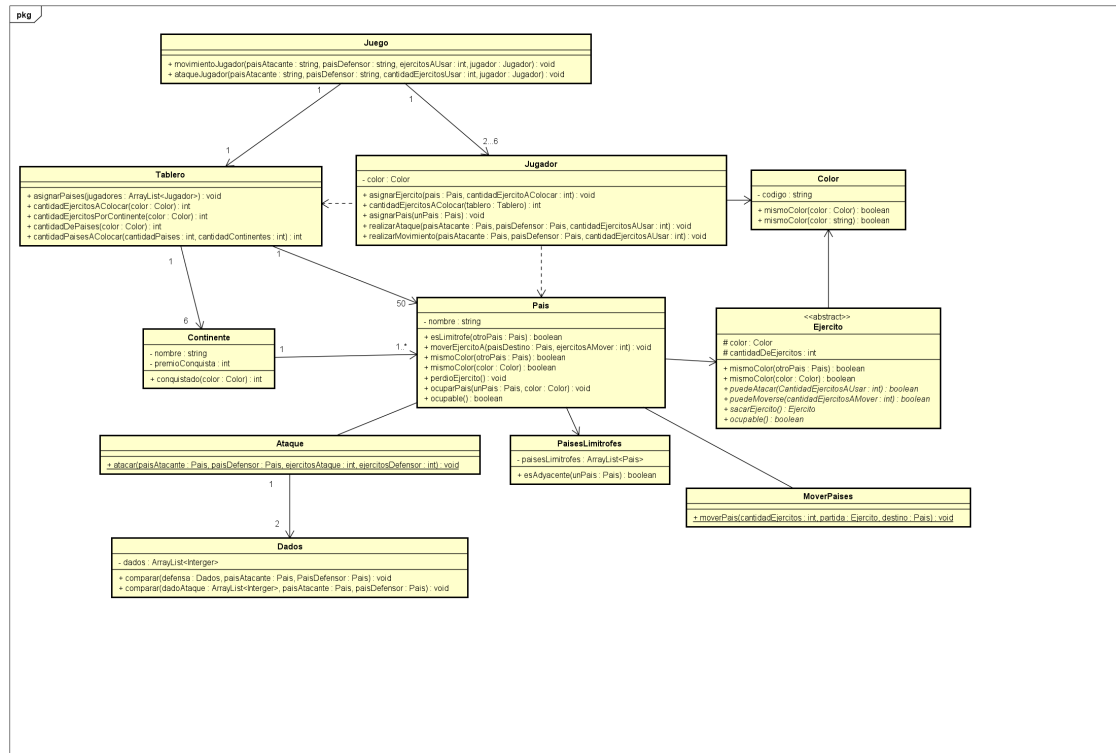 pkg
Juego
+ movimientoJugador(paisAtacante : string, paisDefensor : string, ejercitosAUsar : int, jugador : Jugador) : void
+ ataqueJugador(paisAtacante : string, paisDefensor : string, cantidadEjercitosUsar : int, jugador : Jugador) : void
1
1
1
2...6
Tablero
+ asignarPaises(jugadores : ArrayList<Jugador>) : void
+ cantidadEjercitosAColocar(color : Color) : int
+ cantidadEjercitosPorContinente(color : Color) : int
+ cantidadDePaises(color : Color) : int
+ cantidadPaisesAColocar(cantidadPaises : int, cantidadContinentes : int) : int
Jugador
- color : Color
+ asignarEjercito(pais : Pais, cantidadEjercitoAColocar : int) : void
+ cantidadEjercitosAColocar(tablero : Tablero) : int
+ asignarPais(unPais : Pais) : void
+ realizarAtaque(paisAtacante : Pais, paisDefensor : Pais, cantidadEjercitosAUsar : int) : void
+ realizarMovimiento(paisAtacante : Pais, paisDefensor : Pais, cantidadEjercitosAUsar : int) : void
Color
- codigo : string
+ mismoColor(color : Color) : boolean
+ mismoColor(color : string) : boolean
1
1
6
50
Continente
- nombre : string
- premioConquista : int
+ conquistado(color : Color) : int
1
1..*
Pais
- nombre : string
+ esLimitrofe(otroPais : Pais) : boolean
+ moverEjercitoA(paisDestino : Pais, ejercitosAMover : int) : void
+ mismoColor(otroPais : Pais) : boolean
+ mismoColor(color : Color) : boolean
+ perdioEjercito() : void
+ ocuparPais(unPais : Pais, color : Color) : void
+ ocupable() : boolean
<<abstract>>
Ejercito
# color : Color
# cantidadDeEjercitos : int
+ mismoColor(otroPais : Pais) : boolean
+ mismoColor(color : Color) : boolean
+ puedeAtacar(CantidadEjercitosAUsar : int) : boolean
+ puedeMoverse(cantidadEjercitosAMover : int) : boolean
+ sacarEjercito() : Ejercito
+ ocupable() : boolean
Ataque
+ atacar(paisAtacante : Pais, paisDefensor : Pais, ejercitosAtaque : int, ejercitosDefensor : int) : void
1
2
PaisesLimitrofes
- paisesLimitrofes : ArrayList<Pais>
+ esAdyacente(unPais : Pais) : boolean
MoverPaises
+ moverPais(cantidadEjercitos : int, partida : Ejercito, destino : Pais) : void
Dados
- dados : ArrayList<Interger>
+ comparar(defensa : Dados, paisAtacante : Pais, PaisDefensor : Pais) : void
+ comparar(dadoAtaque : ArrayList<Interger>, paisAtacante : Pais, paisDefensor : Pais) : void